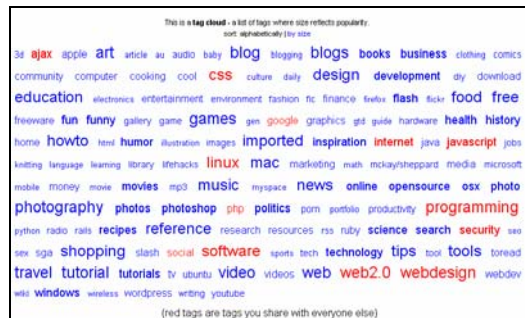 This is a tag cloud - a list of tags where size reflects popularity.
sort: alphabetically | by size
3d ajax apple art article au audio baby blog blogging blogs books business clothing comics
community computer cooking cool css culture daily design development diy download
education electronics entertainment environment fashion fic finance firefox flash flickr food free
freeware fun funny gallery game games gen google graphics gtd guide hardware health history
home howto html humor illustration images imported inspiration internet java javascript jobs
knitting language learning library lifehacks linux mac marketing math mckay/sheppard media microsoft
mobile money movie movies mp3 music myspace news online opensource osx photo
photography photos photoshop php politics porn portfolio productivity programming
python radio rails recipes reference research resources rss ruby science search security seo
sex sga shopping slash social software sports tech technology tips tool tools toread
travel tutorial tutorials tv ubuntu video videos web web2.0 webdesign webdev
wiki windows wireless wordpress writing youtube
(red tags are tags you share with everyone else)